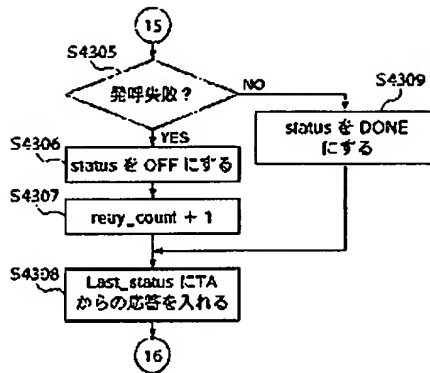 15
S4305
発呼失敗？
NO
S4309
YES
status を DONE
にする
S4306
status を OFF にする
S4307
retry_count + 1
S4308
Last_status にTA
からの応答を入れる
16